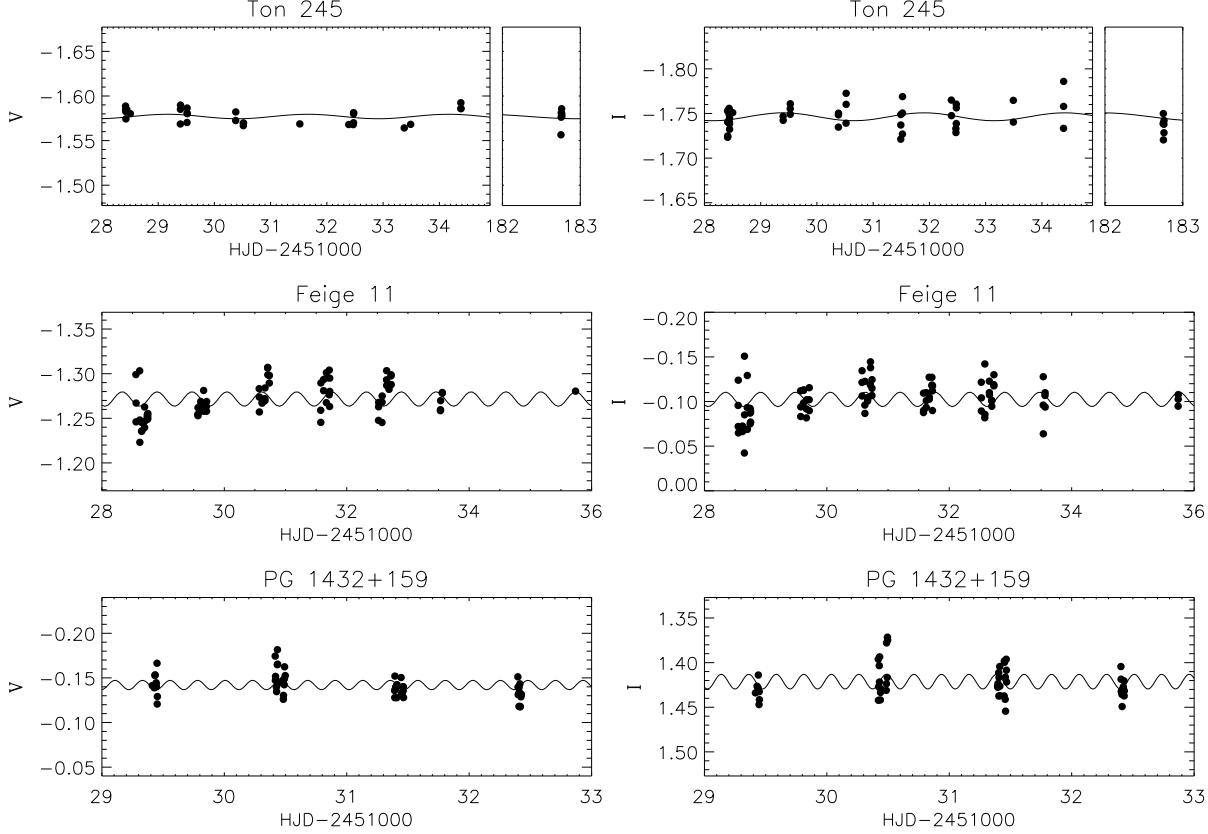 Ton 245
Ton 245
−1.65
−1.60
−1.55
−1.50
V
28 29 30 31 32 33 34 182 183
HJD−2451000
−1.80
−1.75
−1.70
−1.65
I
28 29 30 31 32 33 34 182 183
HJD−2451000
Feige 11
Feige 11
−1.35
−1.30
−1.25
−1.20
V
28 30 32 34 36
HJD−2451000
−0.20
−0.15
−0.10
−0.05
0.00
I
28 30 32 34 36
HJD−2451000
PG 1432+159
PG 1432+159
−0.20
−0.15
−0.10
−0.05
V
29 30 31 32 33
HJD−2451000
1.35
1.40
1.45
1.50
I
29 30 31 32 33
HJD−2451000